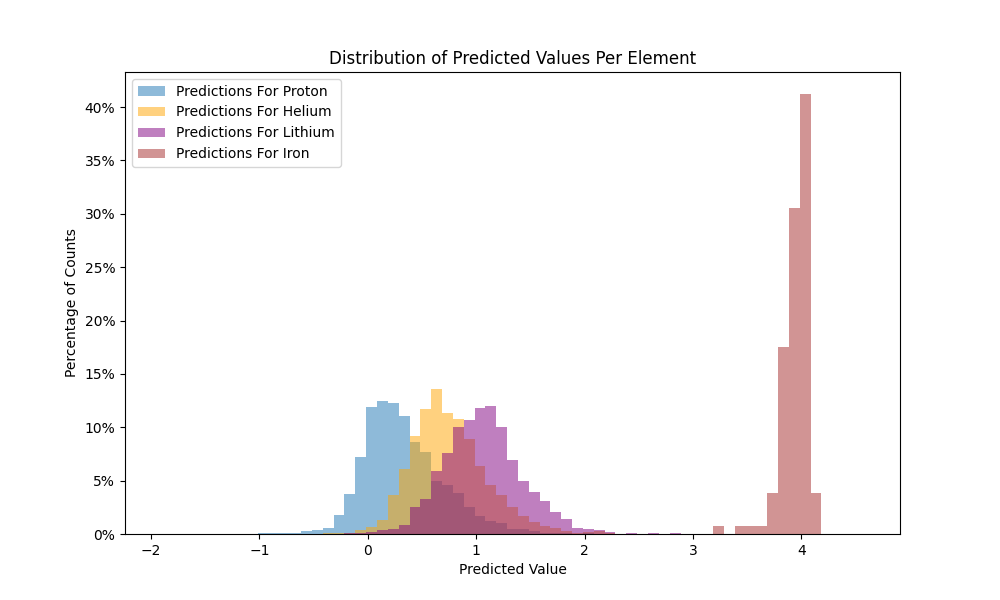 Distribution of Predicted Values Per Element
Predictions For Proton
Predictions For Helium
Predictions For Lithium
Predictions For Iron
40%
35%
30%
25%
20%
15%
10%
5%
0%
Percentage of Counts
−2
−1
0
1
2
3
4
Predicted Value